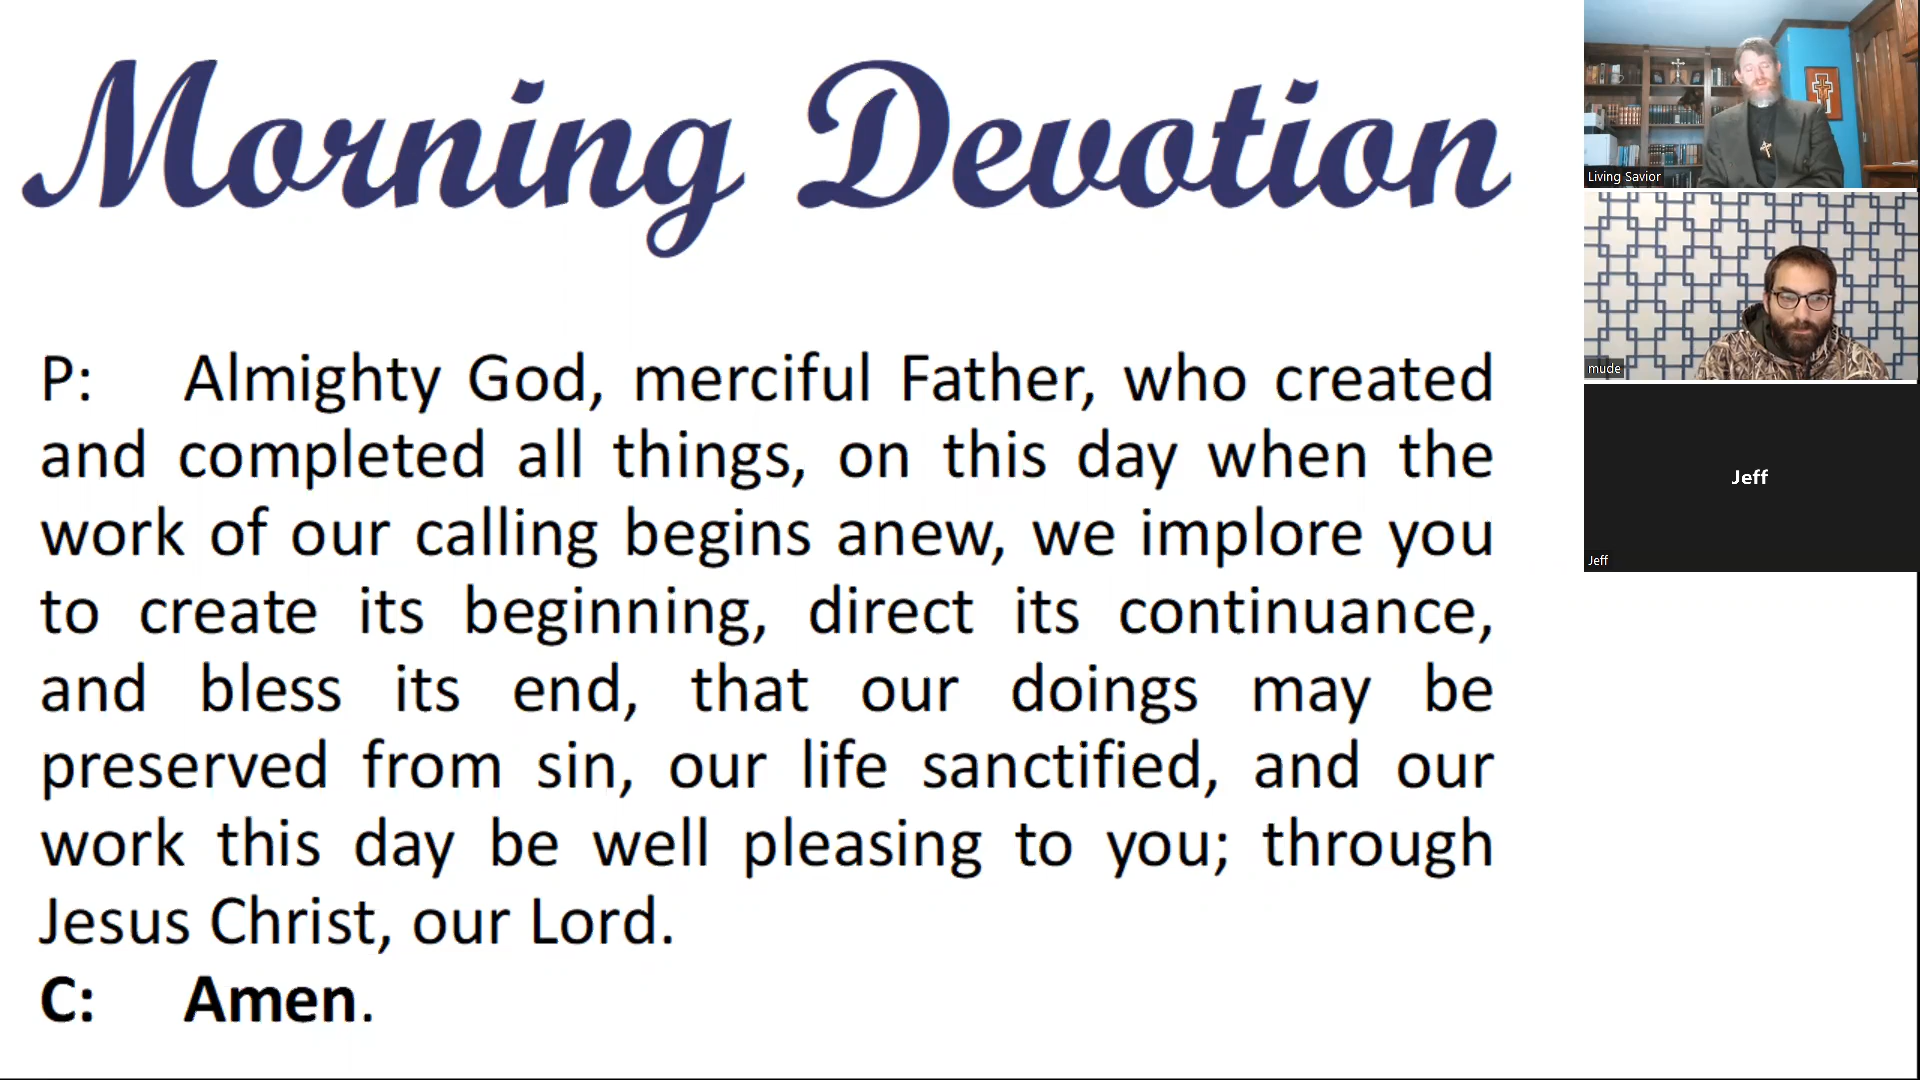 Morning Devotion
P: Almighty God, merciful Father, who created
and completed all things, on this day when the
work of our calling begins anew, we implore you
to create its beginning, direct its continuance,
and bless its end, that our doings may be
preserved from sin, our life sanctified, and our
work this day be well pleasing to you; through
Jesus Christ, our Lord.
C: Amen.
Living Savior
mude
Jeff
Jeff